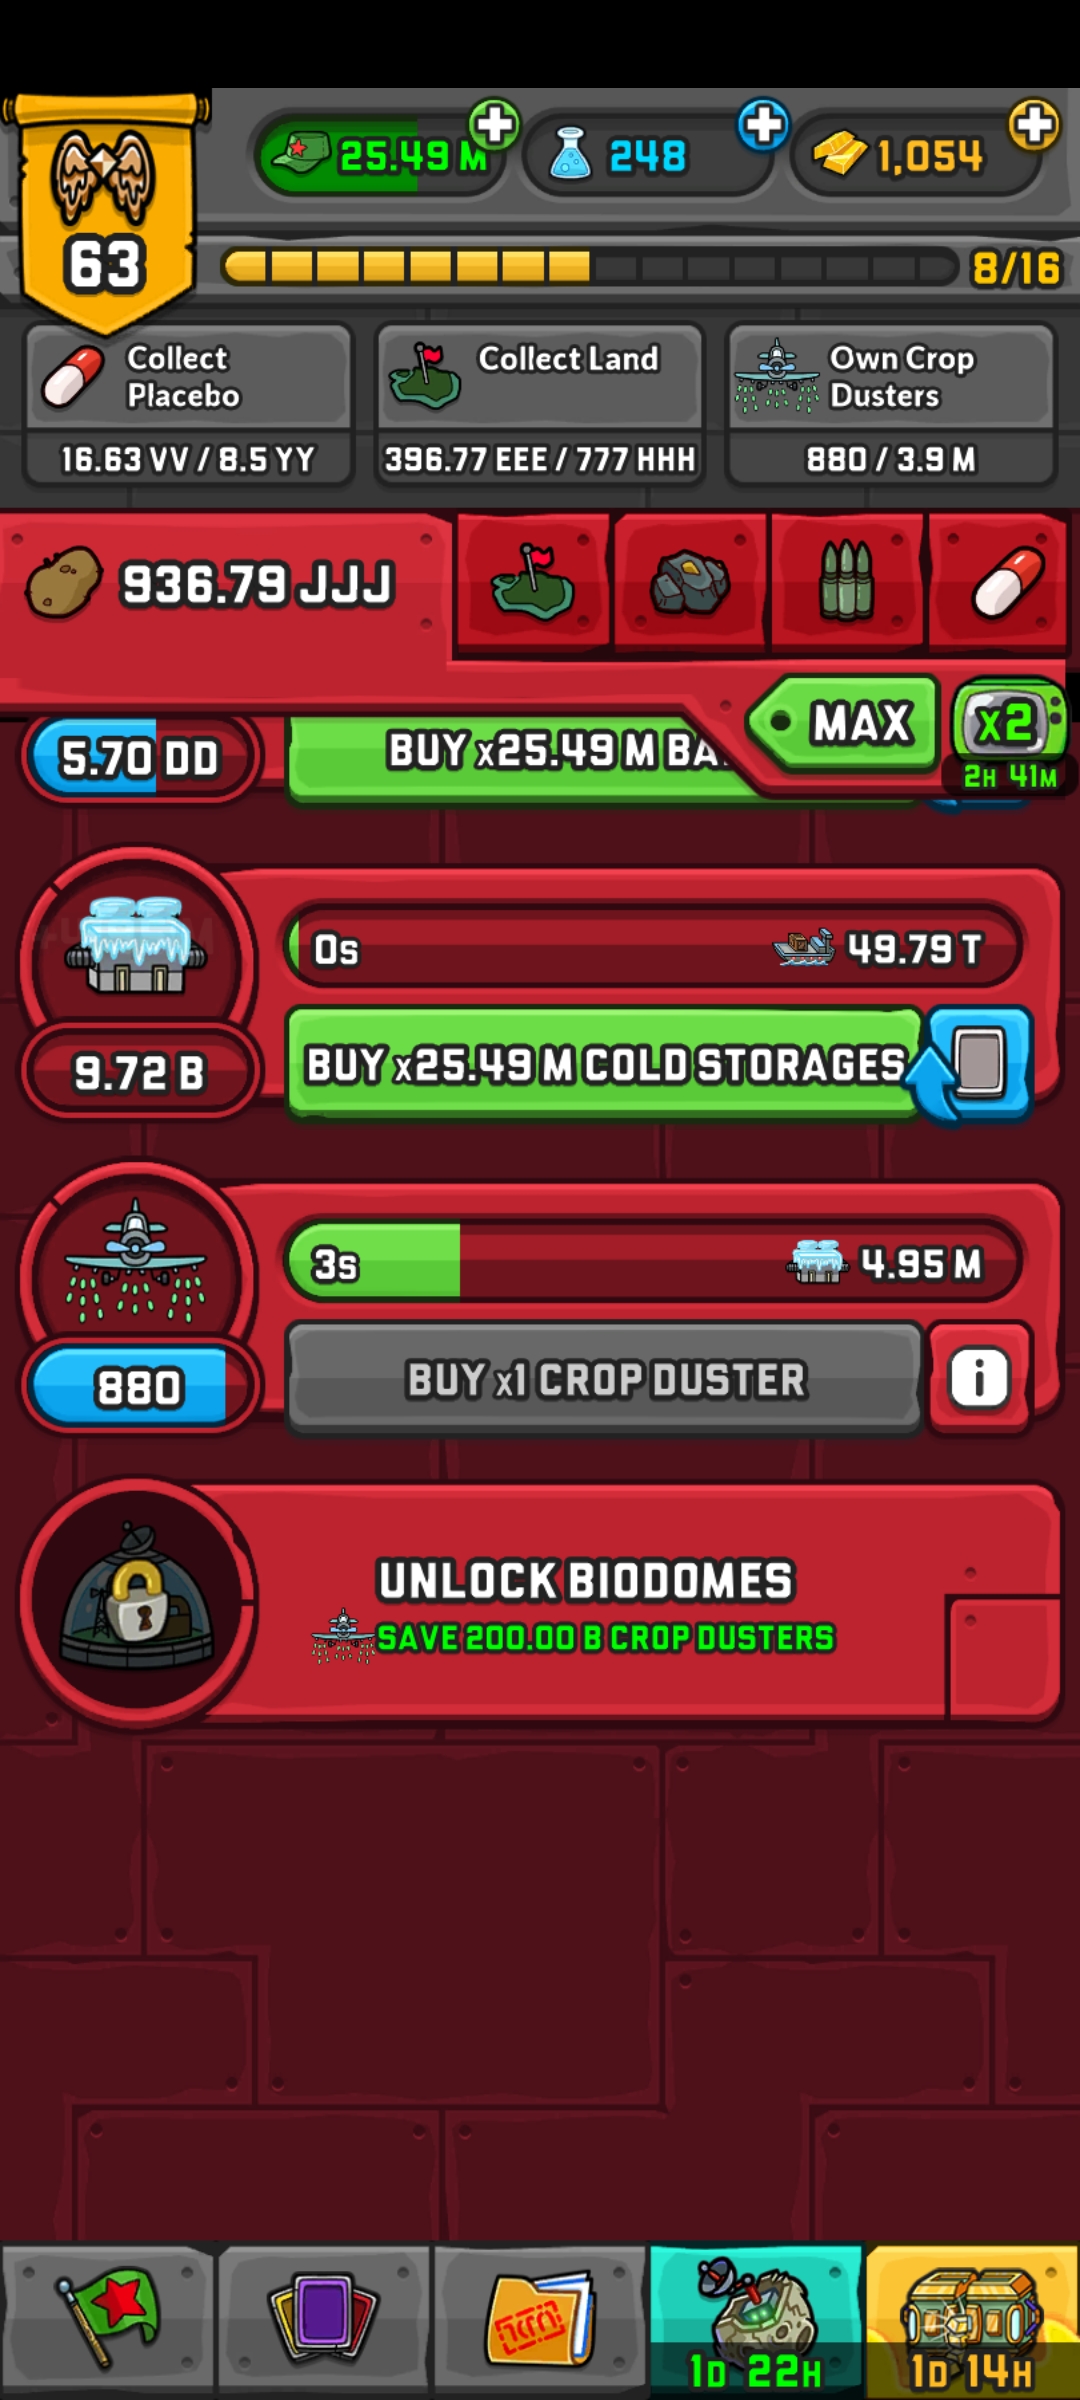 25.49 M
248
1,054
63
8/16
Collect
Placebo
16.63 VV / 8.5 YY
Collect Land
396.77 EEE / 777 HHH
Own Crop
Dusters
880 / 3.9 M
936.79 JJJ
MAX
X2
2H 41M
5.70 DD
BUY x25.49 M
0s
49.79 T
9.72 B
BUY x25.49 M COLD STORAGES
3s
4.95 M
880
BUY x1 CROP DUSTER
i
UNLOCK BIODOMES
SAVE 200.00 B CROP DUSTERS
1D 22H
1D 14H